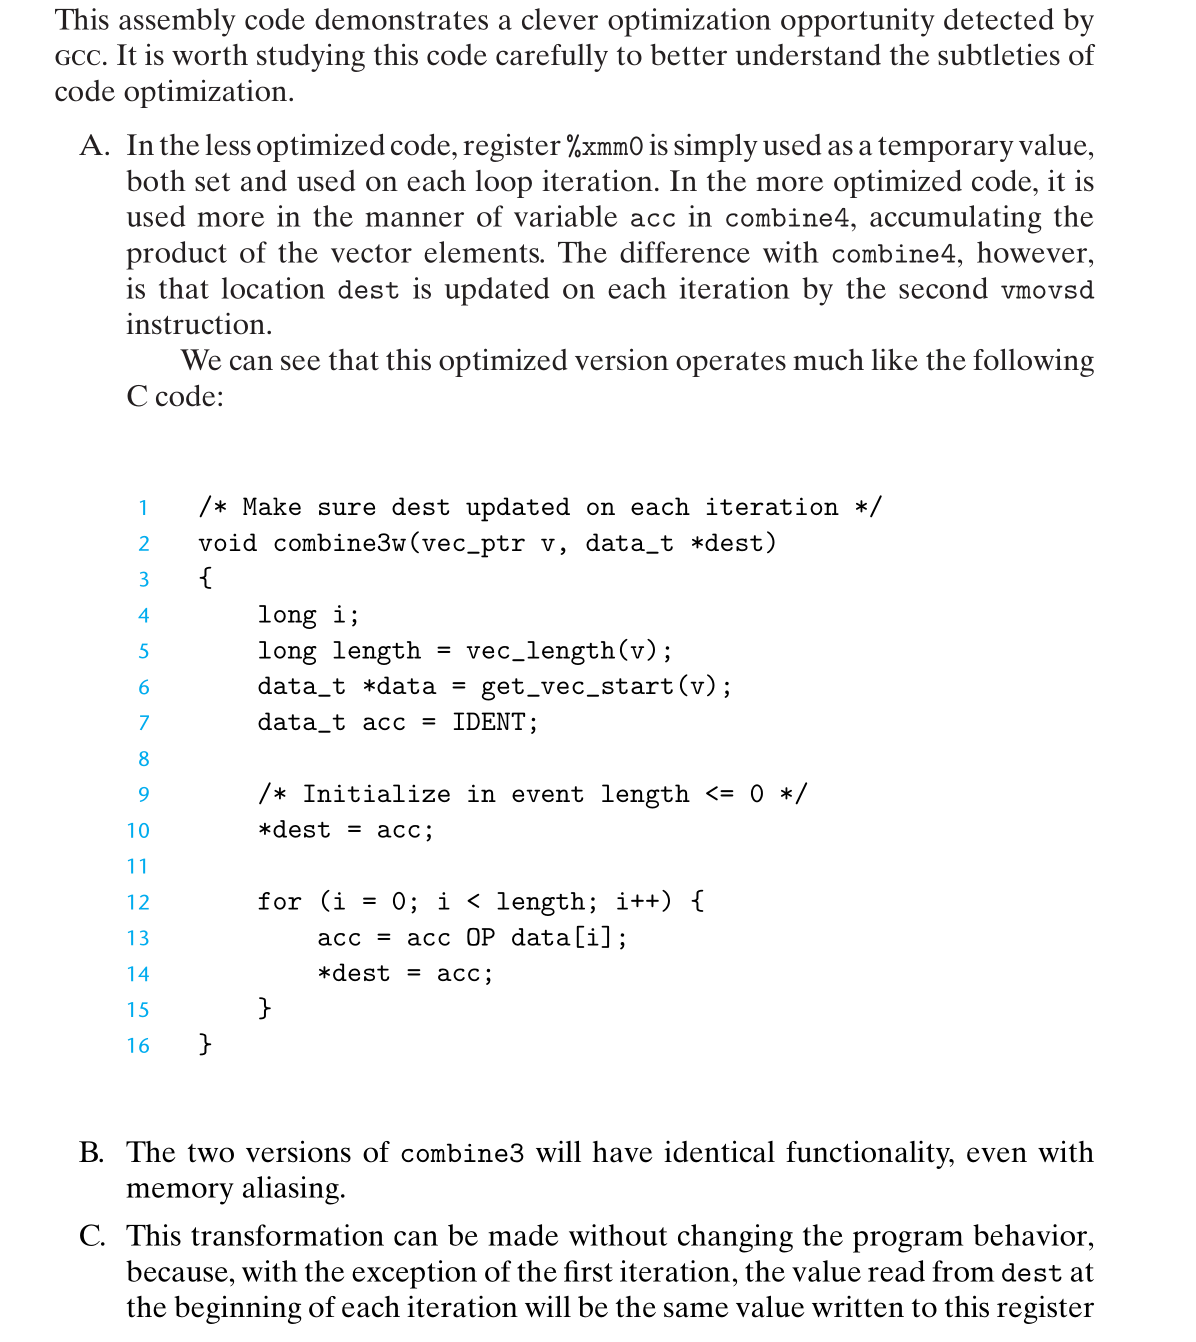 This assembly code demonstrates a clever optimization opportunity detected by
GCC. It is worth studying this code carefully to better understand the subtleties of
code optimization.
A. In the less optimized code, register %xmm0 is simply used as a temporary value,
both set and used on each loop iteration. In the more optimized code, it is
used more in the manner of variable acc in combine4, accumulating the
product of the vector elements. The difference with combine4, however,
is that location dest is updated on each iteration by the second vmovsd
instruction.
We can see that this optimized version operates much like the following
C code:
1 /* Make sure dest updated on each iteration */
2 void combine3w(vec_ptr v, data_t *dest)
3 {
4 long i;
5 long length = vec_length(v);
6 data_t *data = get_vec_start(v);
7 data_t acc = IDENT;
8
9 /* Initialize in event length <= 0 */
10 *dest = acc;
11
12 for (i = 0; i < length; i++) {
13 acc = acc OP data[i];
14 *dest = acc;
15 }
16 }
B. The two versions of combine3 will have identical functionality, even with
memory aliasing.
C. This transformation can be made without changing the program behavior,
because, with the exception of the first iteration, the value read from dest at
the beginning of each iteration will be the same value written to this register